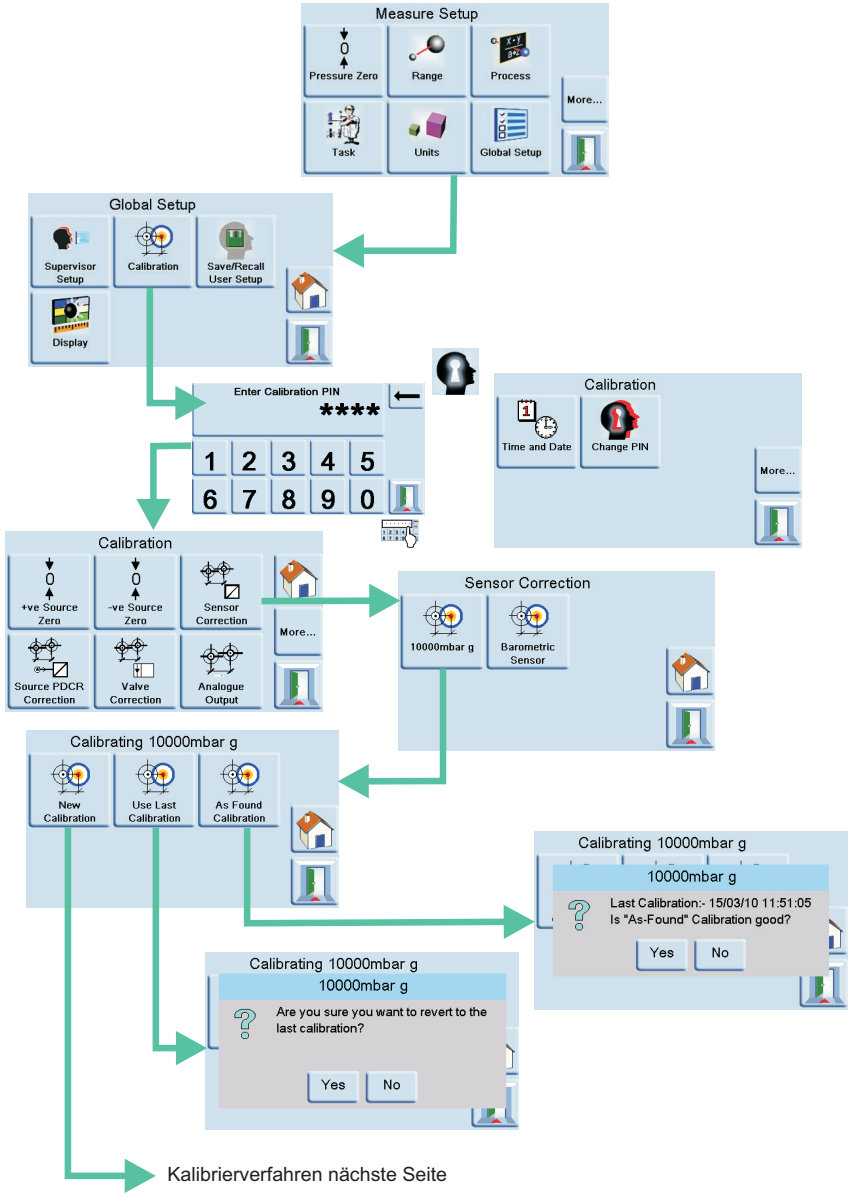 Measure Setup
0
Pressure Zero
Range
x-y
a+z
Process
More...
Task
Units
Global Setup
Global Setup
Supervisor
Setup
Calibration
Save/Recall
User Setup
Display
Enter Calibration PIN
****
1 2 3 4 5
6 7 8 9 0
Calibration
1
Time and Date
Change PIN
More...
Calibration
0
+ve Source
Zero
0
-ve Source
Zero
Sensor
Correction
More...
Source PDCR
Correction
Valve
Correction
Analogue
Output
Sensor Correction
10000mbar g
Barometric
Sensor
Calibrating 10000mbar g
New
Calibration
Use Last
Calibration
As Found
Calibration
Calibrating 10000mbar g
10000mbar g
Last Calibration:- 15/03/10 11:51:05
Is "As-Found" Calibration good?
Yes
No
Calibrating 10000mbar g
10000mbar g
Are you sure you want to revert to the
last calibration?
Yes
No
Kalibrierverfahren nächste Seite